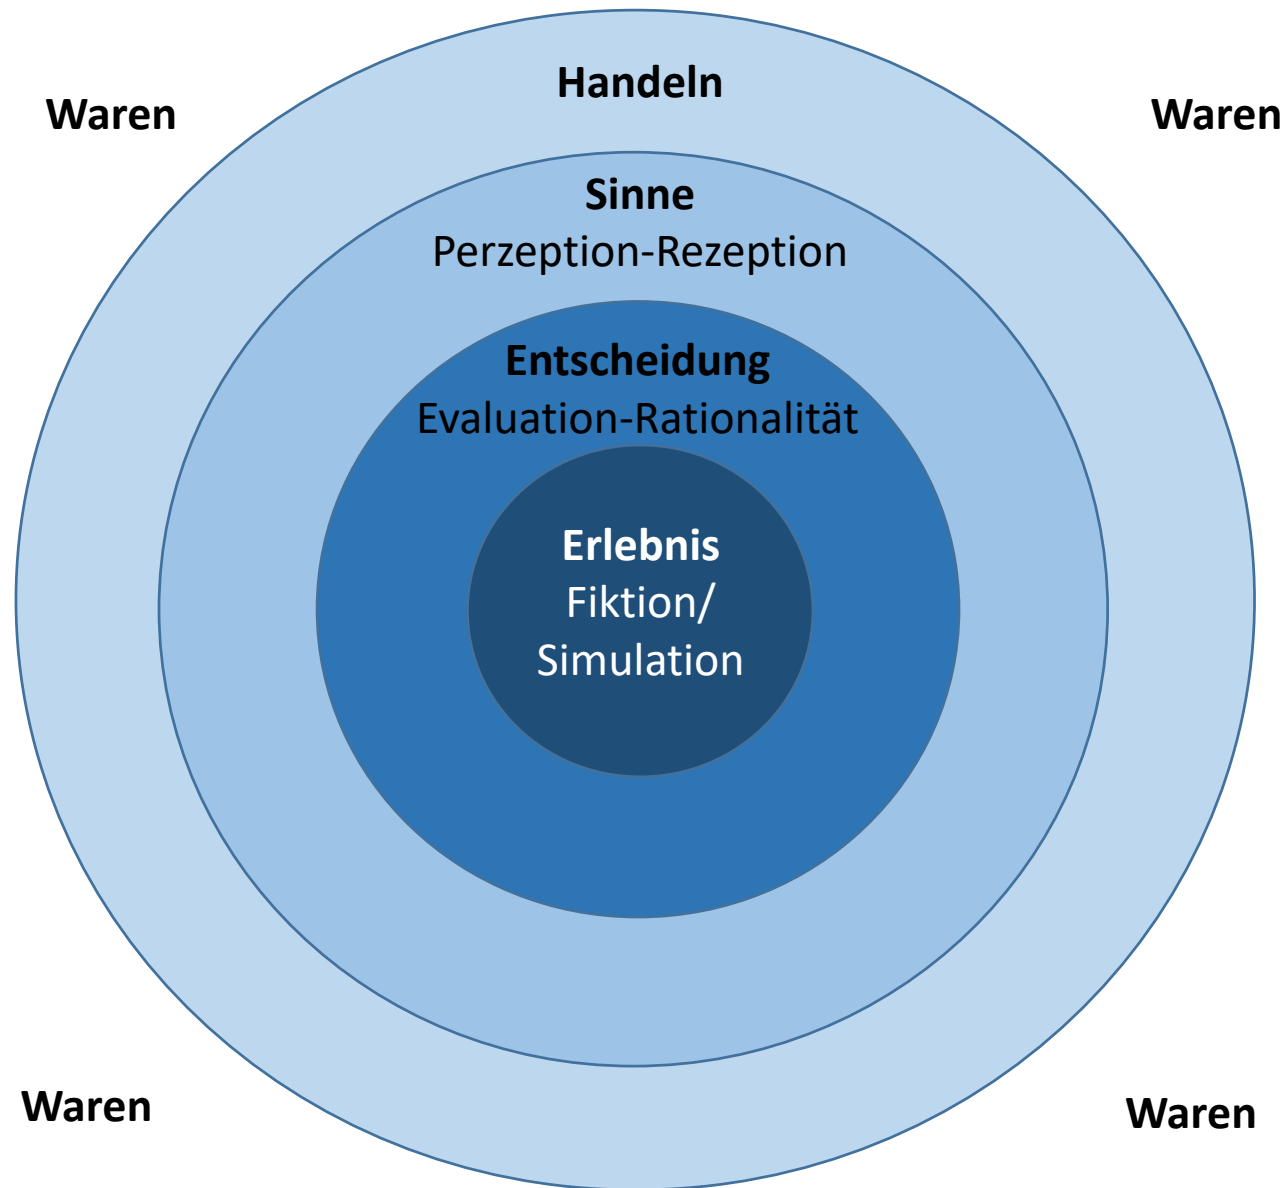 Handeln
Waren
Waren
Sinne
Perzeption-Rezeption
Entscheidung
Evaluation-Rationalität
Erlebnis
Fiktion/
Simulation
Waren
Waren